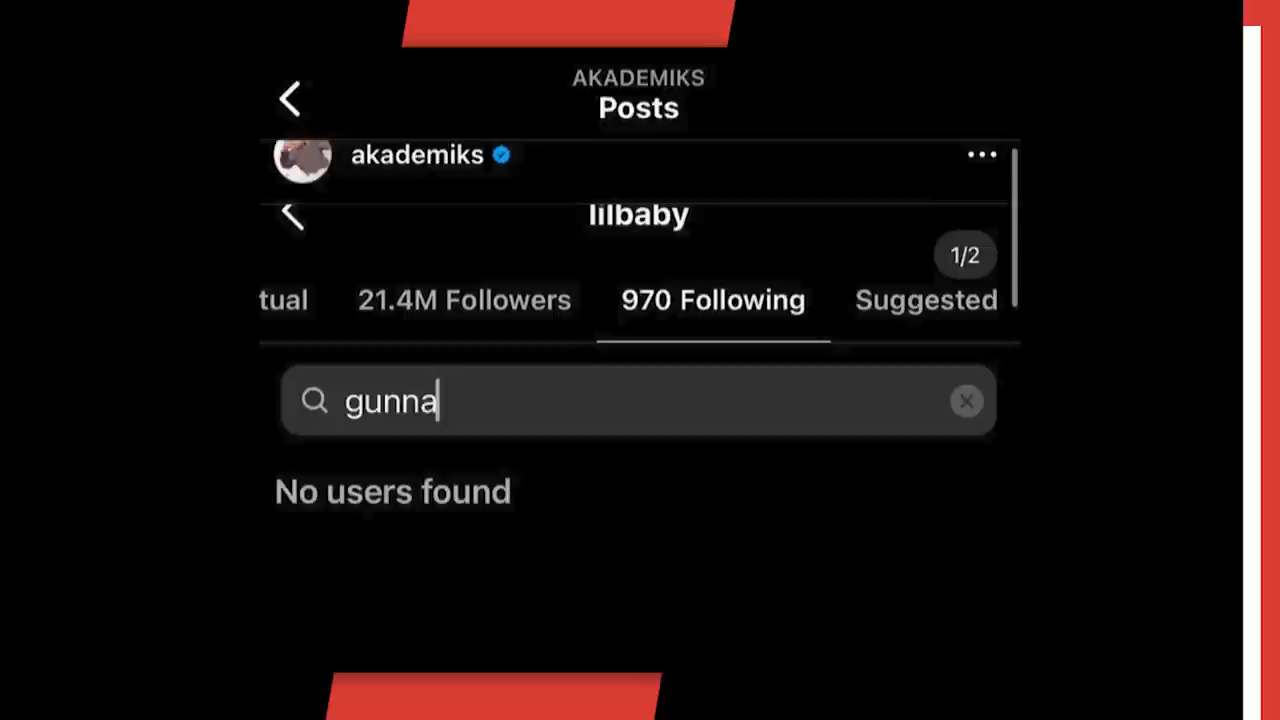 AKADEMIKS
Posts
akademiks
lilbaby
1/2
tual 21.4M Followers 970 Following Suggested
gunna
No users found